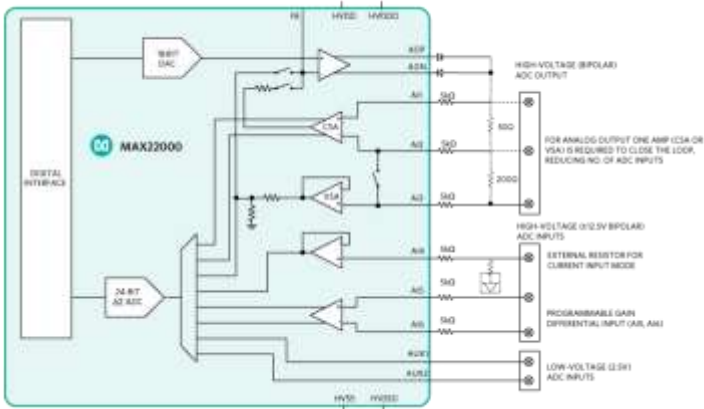 HVDD HVDDO
18-BIT
DAC
AOP
AON
HIGH-VOLTAGE (BIPOLAR)
ADC OUTPUT
AI1 5kΩ
CSA
50Ω
MAX22000
AI2 5kΩ
FOR ANALOG OUTPUT ONE AMP (CSA OR
VSA) IS REQUIRED TO CLOSE THE LOOP,
REDUCING NO. OF ADC INPUTS
DIGITAL
INTERFACE
200Ω
VSA
AI3 5kΩ
HIGH-VOLTAGE (±12.5V BIPOLAR)
ADC INPUTS
AI4 5kΩ
EXTERNAL RESISTOR FOR
CURRENT INPUT MODE
24-BIT
ΔΣ ADC
AI5 5kΩ
PROGRAMMABLE GAIN
DIFFERENTIAL INPUT (AI5, AI6)
AI6 5kΩ
AUX1
AUX2
LOW-VOLTAGE (2.5V)
ADC INPUTS
HVSS HVSSO